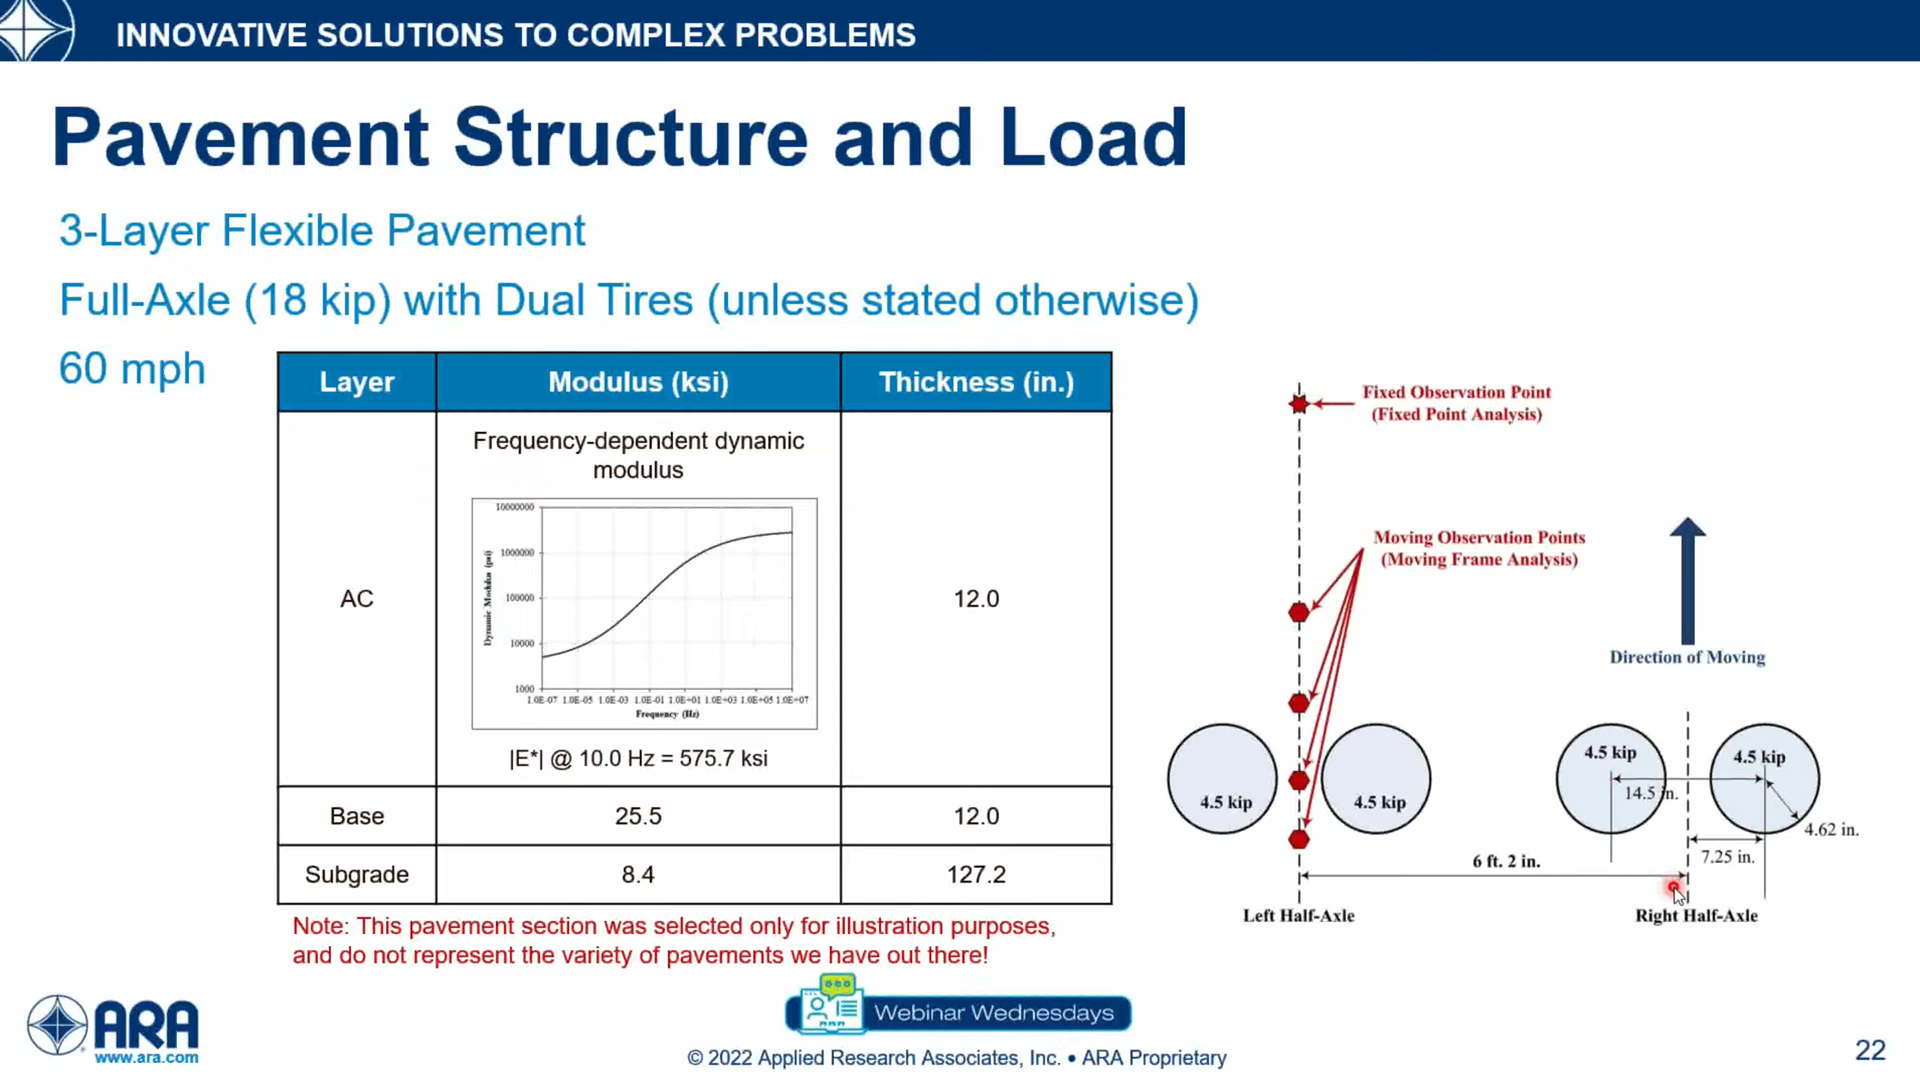 INNOVATIVE SOLUTIONS TO COMPLEX PROBLEMS
Pavement Structure and Load
3-Layer Flexible Pavement
Full-Axle (18 kip) with Dual Tires (unless stated otherwise)
60 mph
Layer
Modulus (ksi)
Thickness (in.)
AC
Frequency-dependent dynamic
modulus
Dynamic Modulus (psi)
10000000
1000000
100000
10000
1000
1.0E-07 1.0E-05 1.0E-03 1.0E-01 1.0E+01 1.0E+03 1.0E+05 1.0E+07
Frequency (Hz)
|E*| @ 10.0 Hz = 575.7 ksi
12.0
Base
25.5
12.0
Subgrade
8.4
127.2
Note: This pavement section was selected only for illustration purposes,
and do not represent the variety of pavements we have out there!
Fixed Observation Point
(Fixed Point Analysis)
Moving Observation Points
(Moving Frame Analysis)
Direction of Moving
4.5 kip
4.5 kip
4.5 kip
4.5 kip
14.5 in.
4.62 in.
7.25 in.
6 ft. 2 in.
Left Half-Axle
Right Half-Axle
ARA
www.ara.com
ARA
Webinar Wednesdays
© 2022 Applied Research Associates, Inc. • ARA Proprietary
22